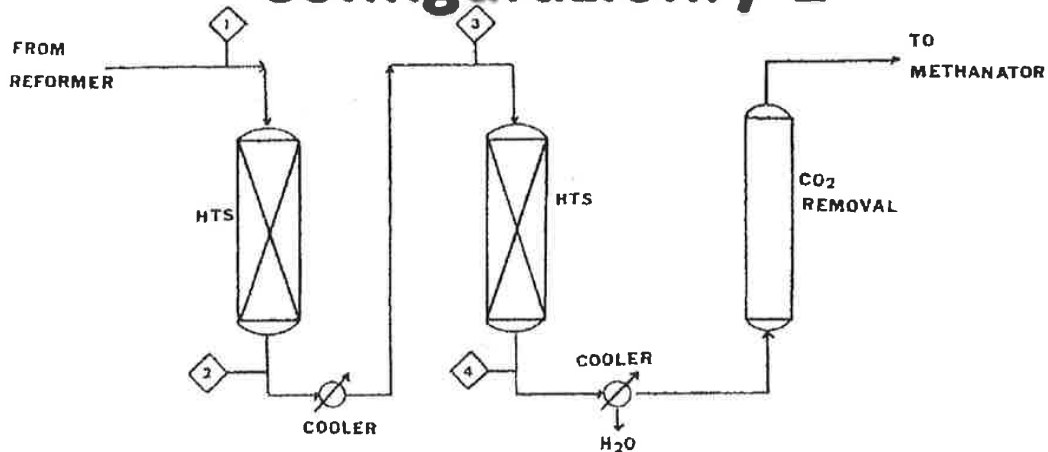 1
3
FROM
REFORMER
TO
METHANATOR
HTS
HTS
CO2
REMOVAL
2
4
COOLER
COOLER
H2O